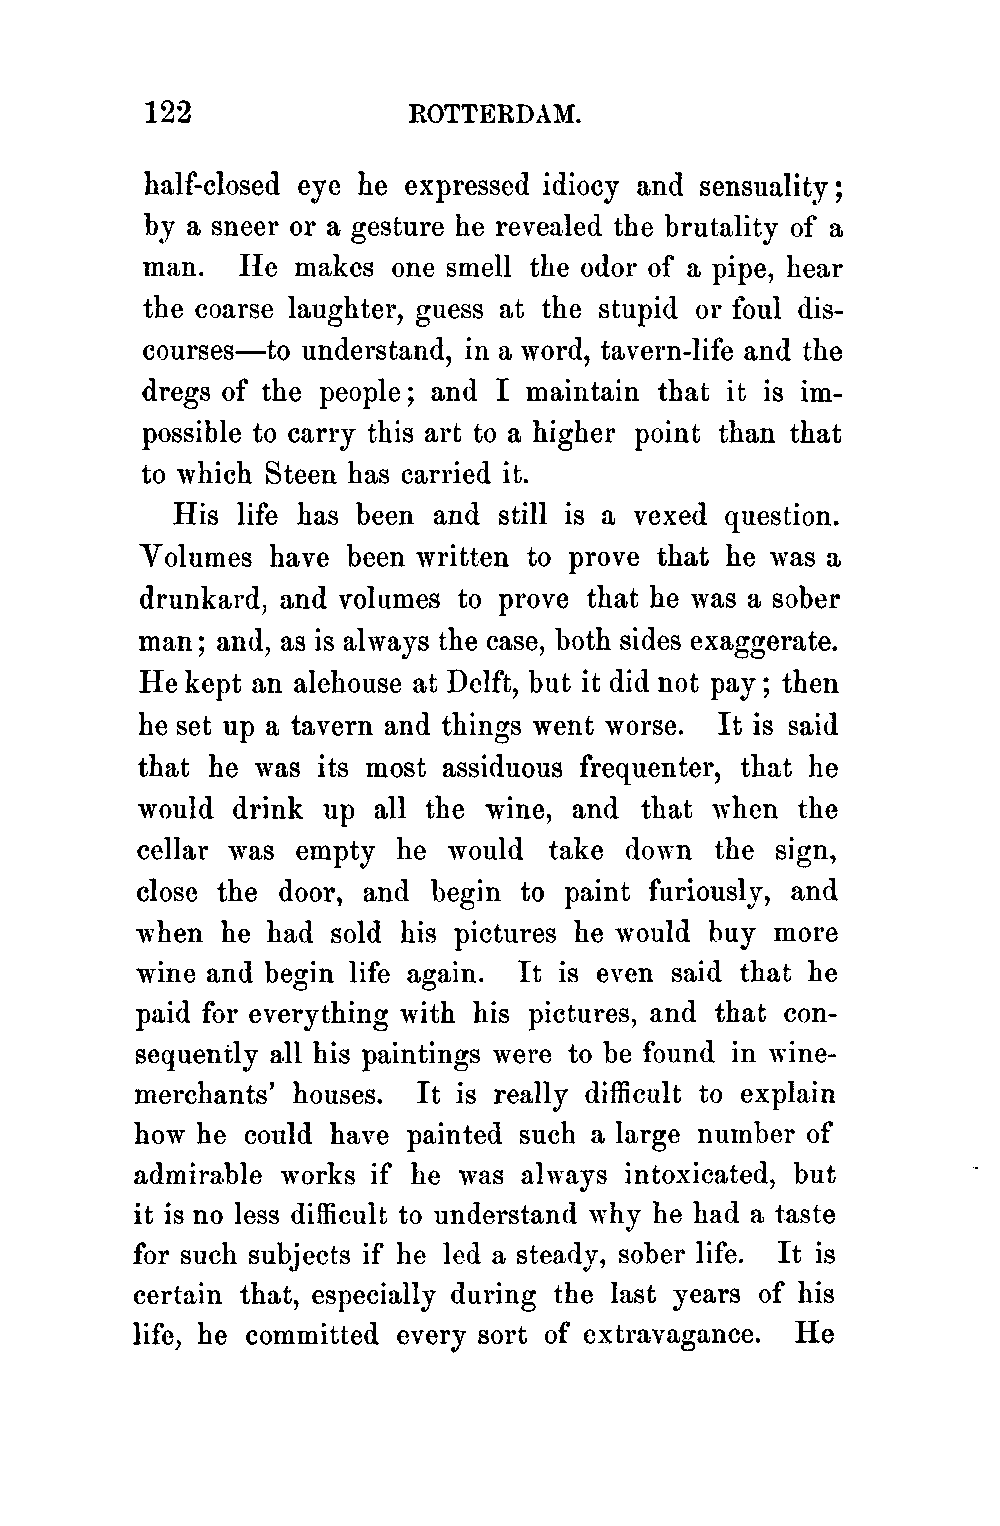 122 ROTTERDAM.
half-closed eye he expressed idiocy and sensuality;
by a sneer or a gesture he revealed the brutality of a
man. He makes one smell the odor of a pipe, hear
the coarse laughter, guess at the stupid or foul dis-
courses—to understand, in a word, tavern-life and the
dregs of the people; and I maintain that it is im-
possible to carry this art to a higher point than that
to which Steen has carried it.
His life has been and still is a vexed question.
Volumes have been written to prove that he was a
drunkard, and volumes to prove that he was a sober
man; and, as is always the case, both sides exaggerate.
He kept an alehouse at Delft, but it did not pay; then
he set up a tavern and things went worse. It is said
that he was its most assiduous frequenter, that he
would drink up all the wine, and that when the
cellar was empty he would take down the sign,
close the door, and begin to paint furiously, and
when he had sold his pictures he would buy more
wine and begin life again. It is even said that he
paid for everything with his pictures, and that con-
sequently all his paintings were to be found in wine-
merchants' houses. It is really difficult to explain
how he could have painted such a large number of
admirable works if he was always intoxicated, but
it is no less difficult to understand why he had a taste
for such subjects if he led a steady, sober life. It is
certain that, especially during the last years of his
life, he committed every sort of extravagance. He